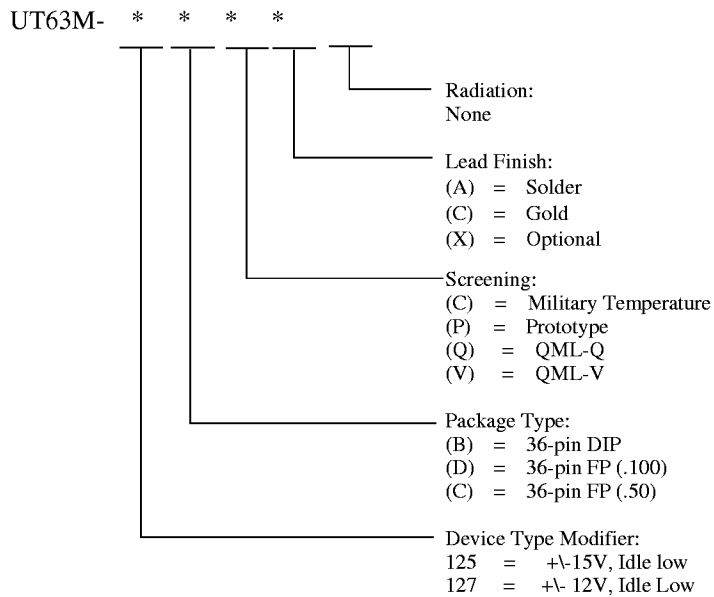 UT63M- * * * *
Radiation:
None
Lead Finish:
(A) = Solder
(C) = Gold
(X) = Optional
Screening:
(C) = Military Temperature
(P) = Prototype
(Q) = QML-Q
(V) = QML-V
Package Type:
(B) = 36-pin DIP
(D) = 36-pin FP (.100)
(C) = 36-pin FP (.50)
Device Type Modifier:
125 = +\-15V, Idle low
127 = +\- 12V, Idle Low